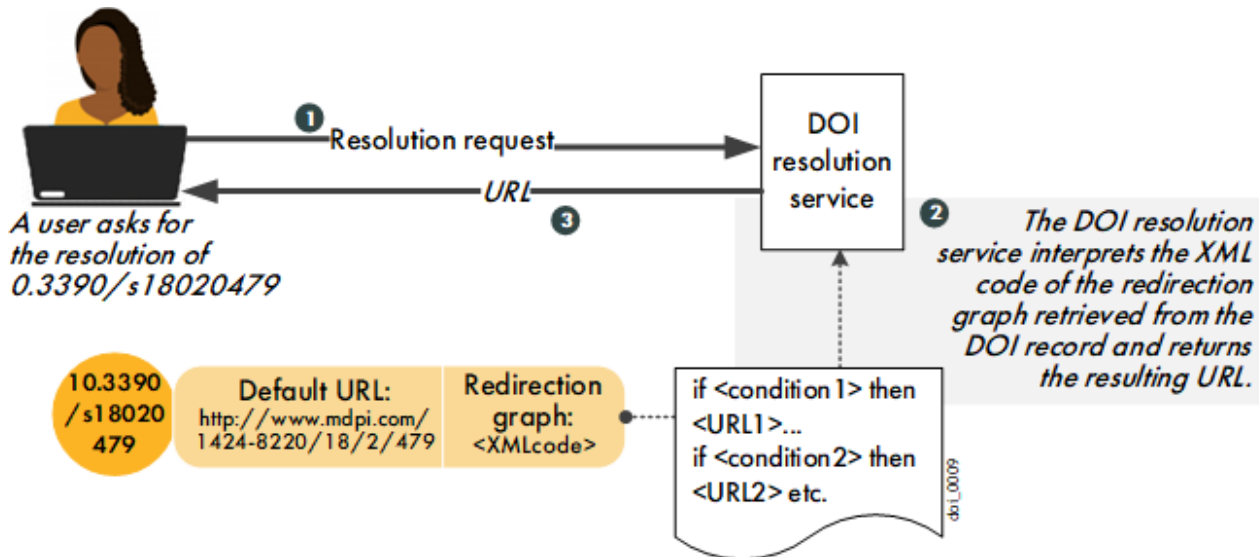 1
Resolution request
DOI
resolution
service
URL
3
A user asks for
the resolution of
0.3390/s18020479
2
The DOI resolution
service interprets the XML
code of the redirection
graph retrieved from the
DOI record and returns
the resulting URL.
10.3390
/s18020
479
Default URL:
http://www.mdpi.com/
1424-8220/18/2/479
Redirection
graph:
<XMLcode>
if <condition1> then
<URL1>...
if <condition2> then
<URL2> etc.
doi_0009